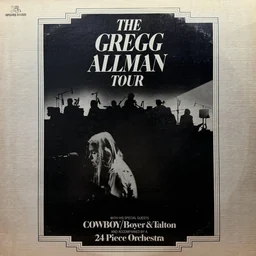 THE
GREGG
ALLMAN
TOUR
WITH HIS SPECIAL GUESTS
COWBOY/Boyer & Talton
AND ACCOMPANIED BY A
24 Piece Orchestra